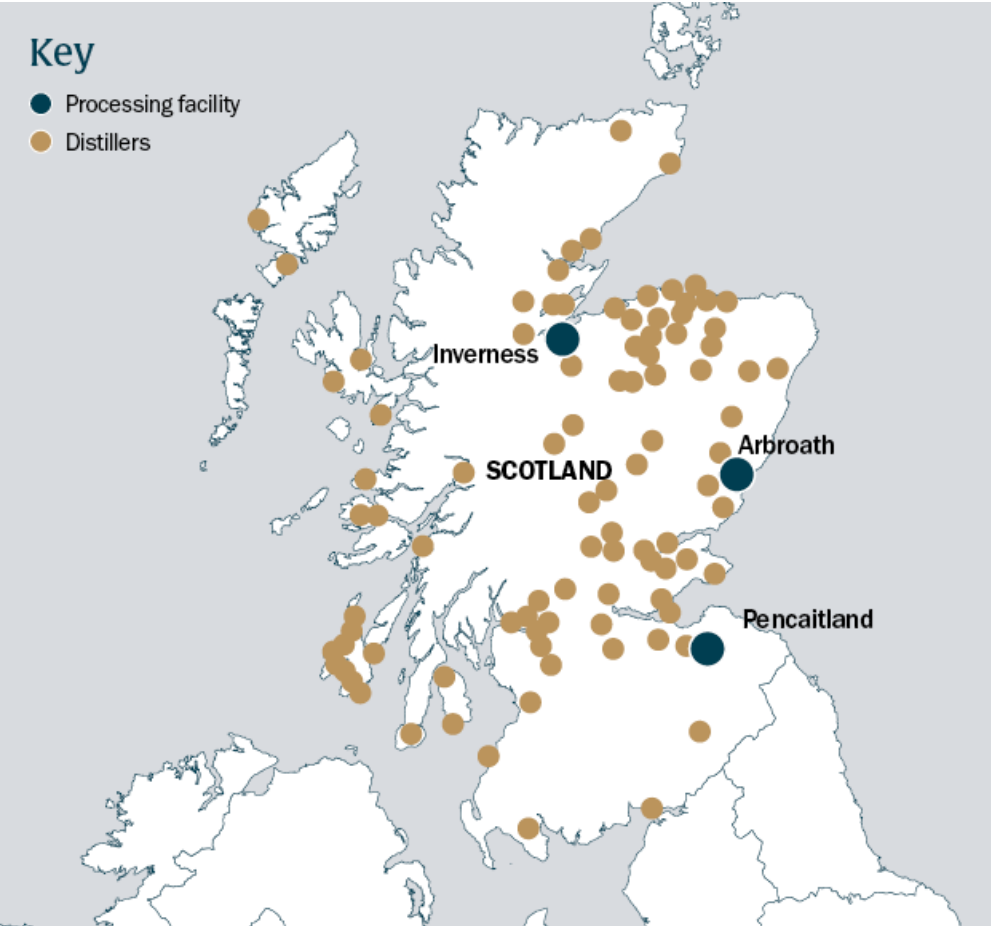 Key
Processing facility
Distillers
Inverness
Arbroath
SCOTLAND
Pencaitland